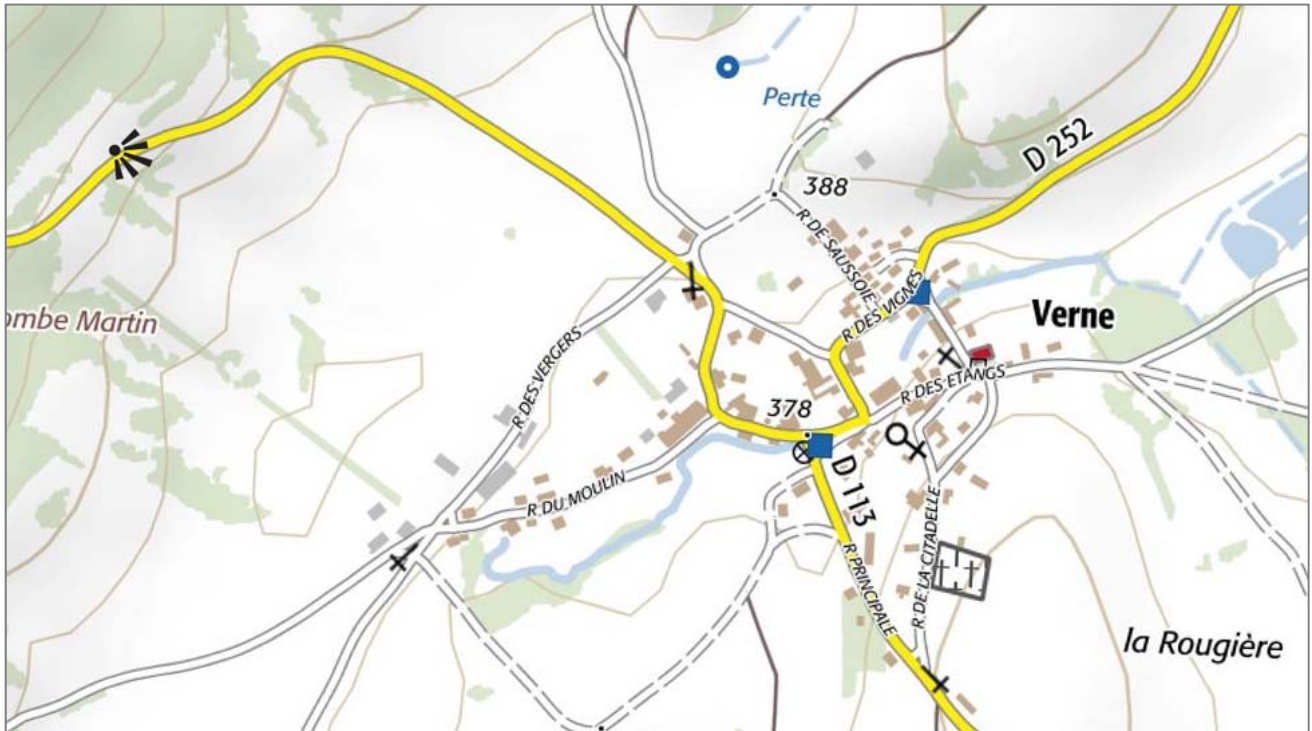 Perte
D 252
388
R DE SAUSSOIE
Verne
R DES VIGNES
ombe Martin
R DES VERGERS
R DES ETANGS
378
D 113
R DU MOULIN
R DE LA CITADELLE
R PRINCIPALE
la Rougière